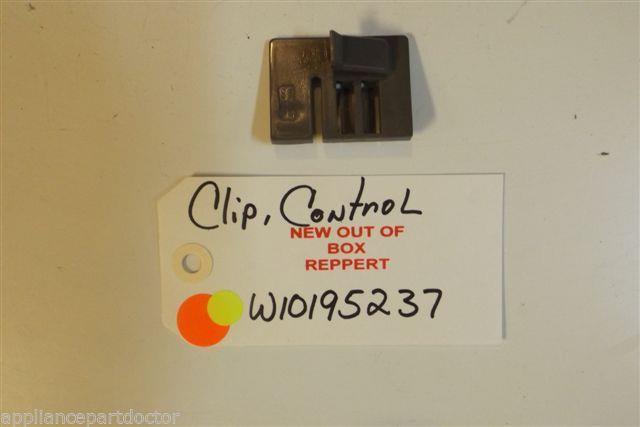 Clip, Control
NEW OUT OF
BOX
REPPERT
W10195237
appliancepartdoctor